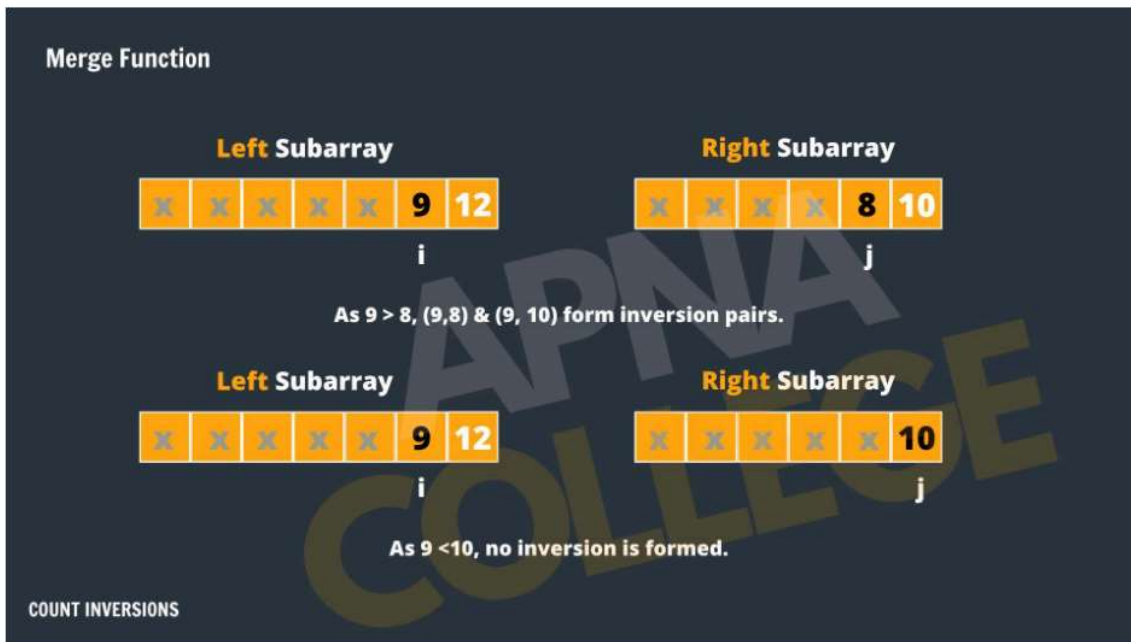 Merge Function
Left Subarray
Right Subarray
x x x x x 9 12
x x x x 8 10
i
j
As 9 > 8, (9,8) & (9, 10) form inversion pairs.
Left Subarray
Right Subarray
x x x x x 9 12
x x x x x 10
i
j
As 9 <10, no inversion is formed.
APNA
COLLEGE
COUNT INVERSIONS